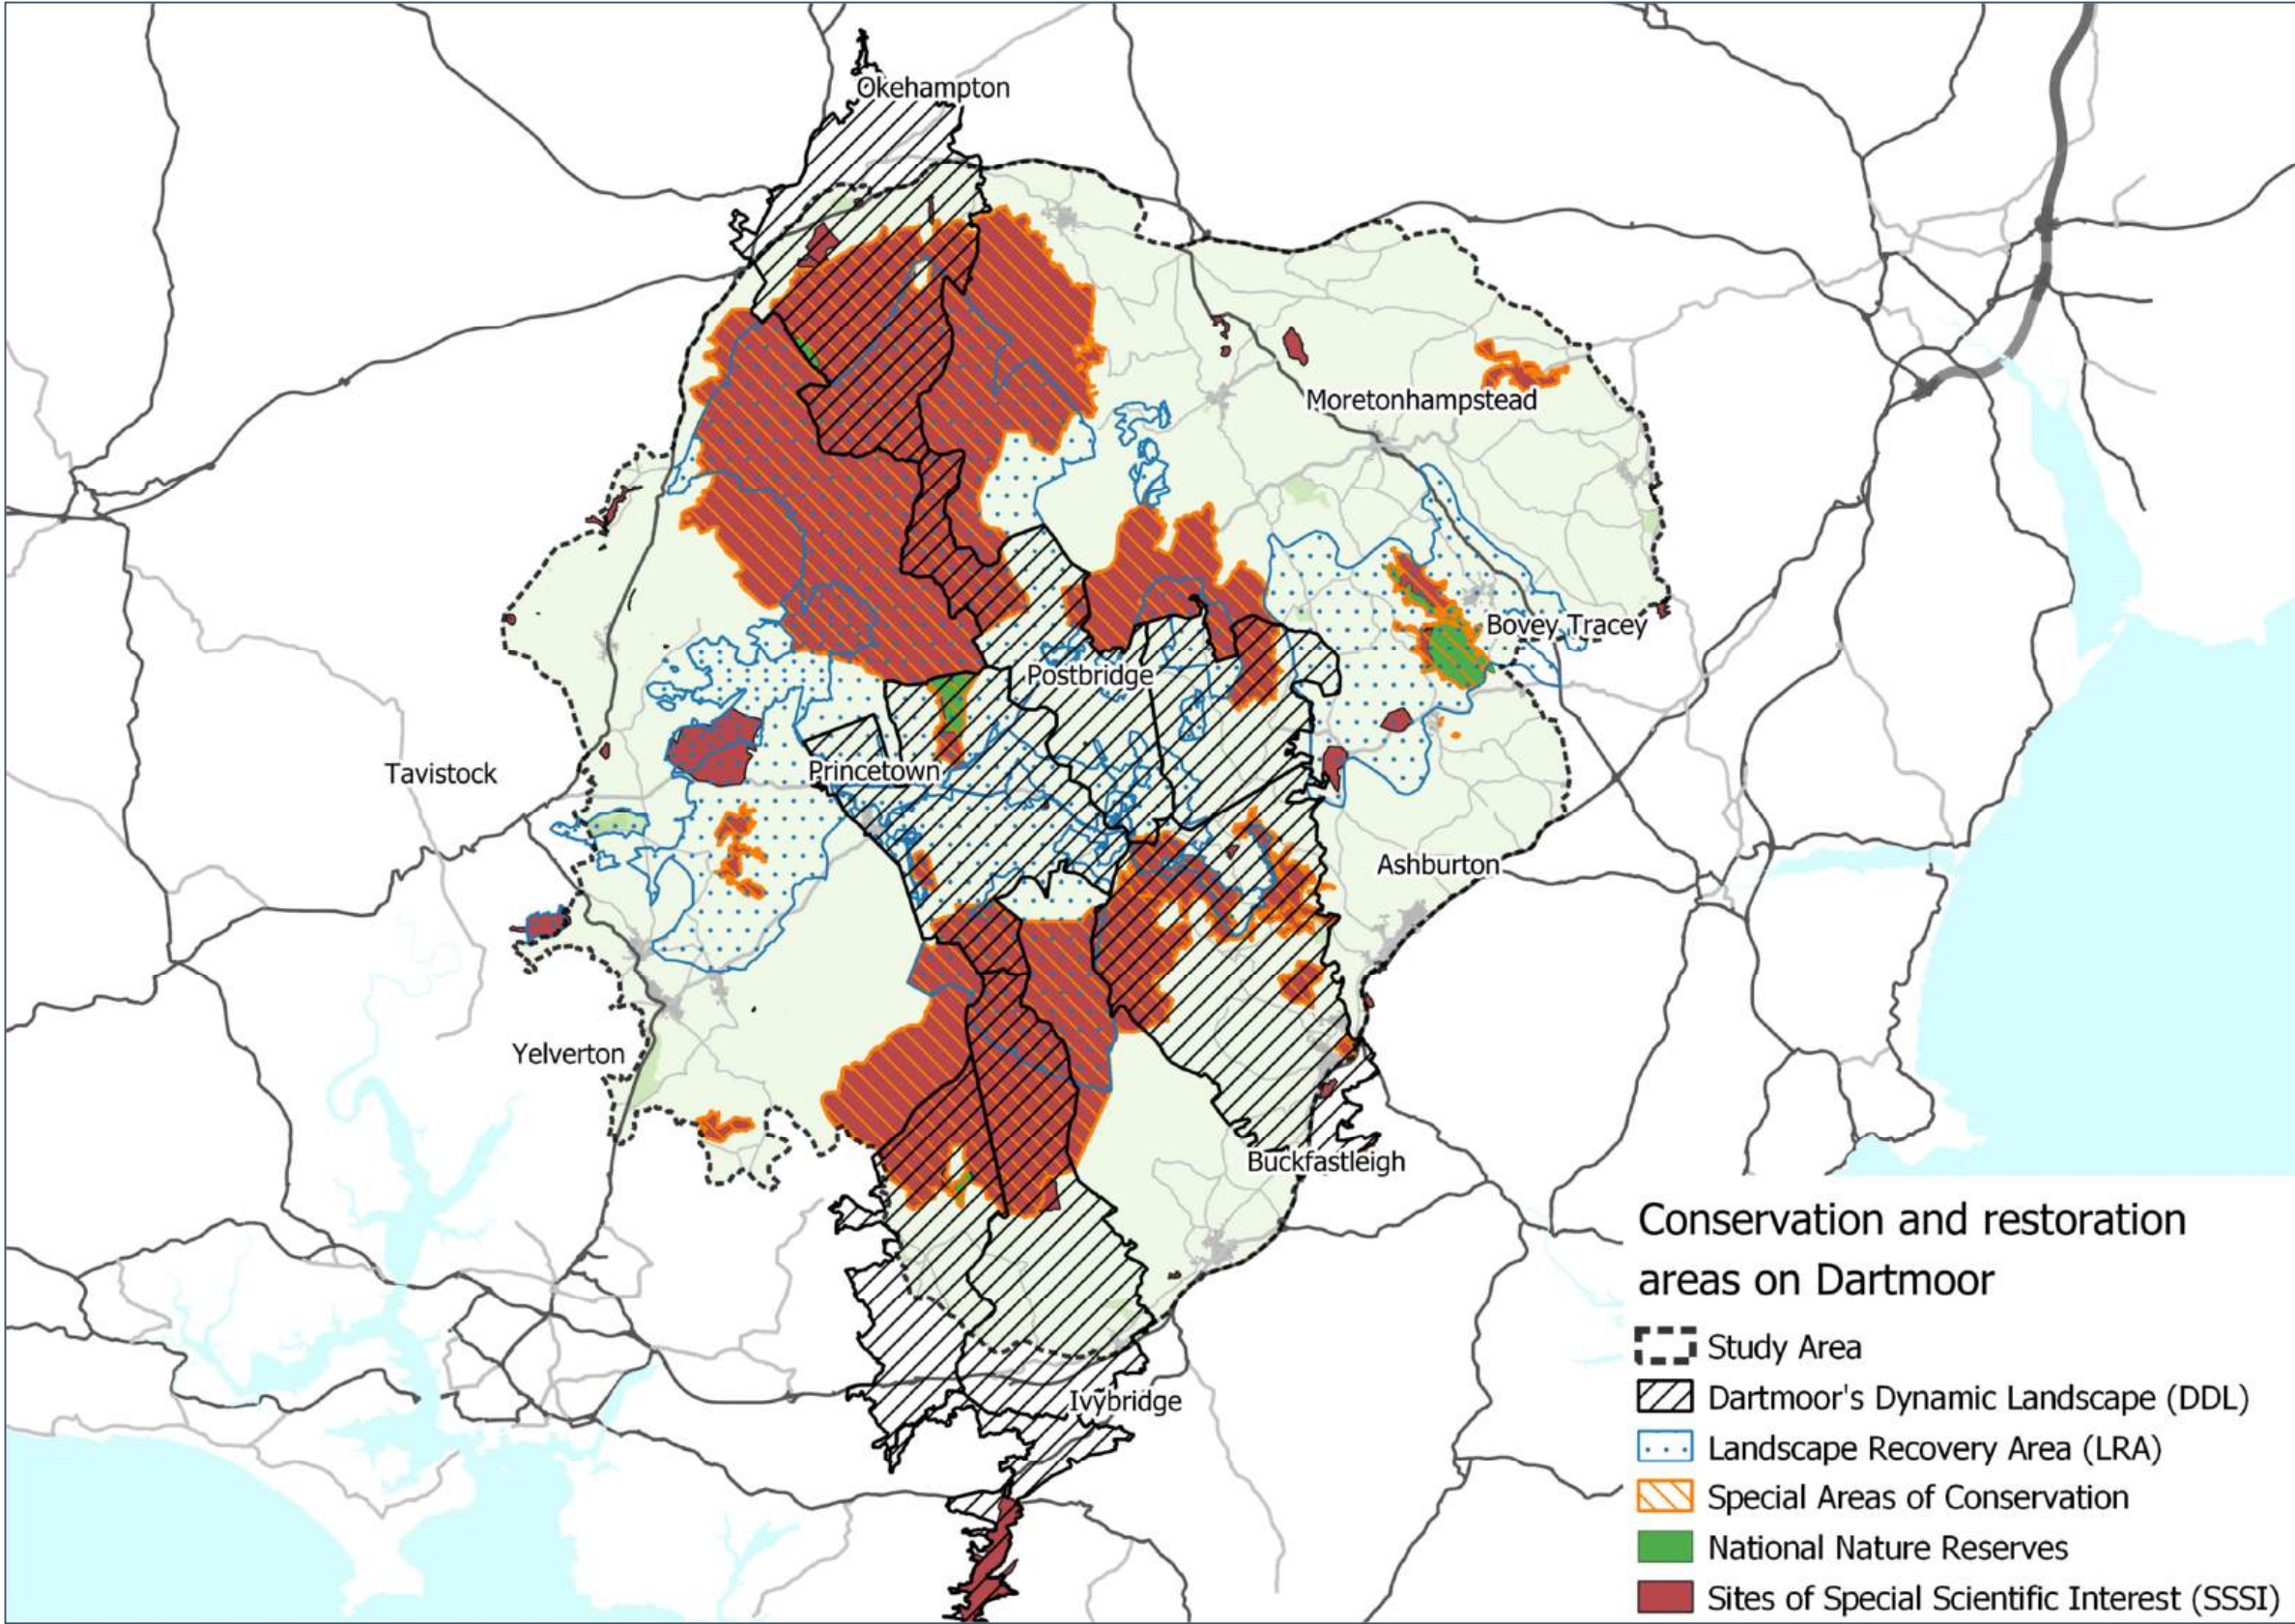 Okehampton
Moretonhampstead
Bovey Tracey
Postbridge
Tavistock
Princetown
Ashburton
Yelverton
Buckfastleigh
Ivybridge
Conservation and restoration
areas on Dartmoor
Study Area
Dartmoor's Dynamic Landscape (DDL)
Landscape Recovery Area (LRA)
Special Areas of Conservation
National Nature Reserves
Sites of Special Scientific Interest (SSSI)